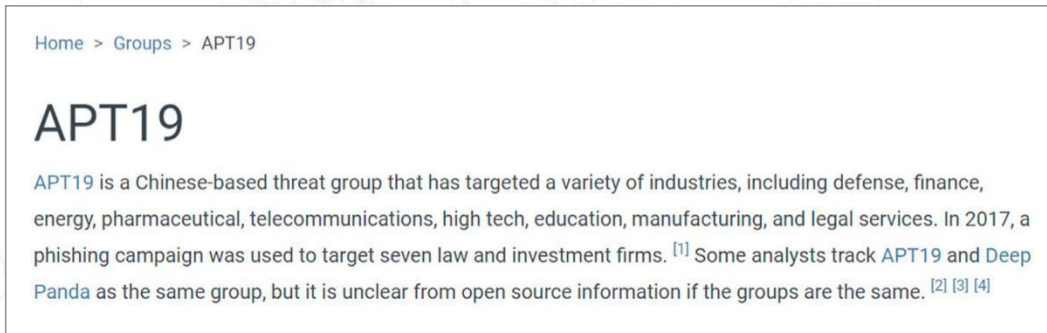 Home > Groups > APT19
APT19
APT19 is a Chinese-based threat group that has targeted a variety of industries, including defense, finance,
energy, pharmaceutical, telecommunications, high tech, education, manufacturing, and legal services. In 2017, a
phishing campaign was used to target seven law and investment firms. [1] Some analysts track APT19 and Deep
Panda as the same group, but it is unclear from open source information if the groups are the same. [2] [3] [4]